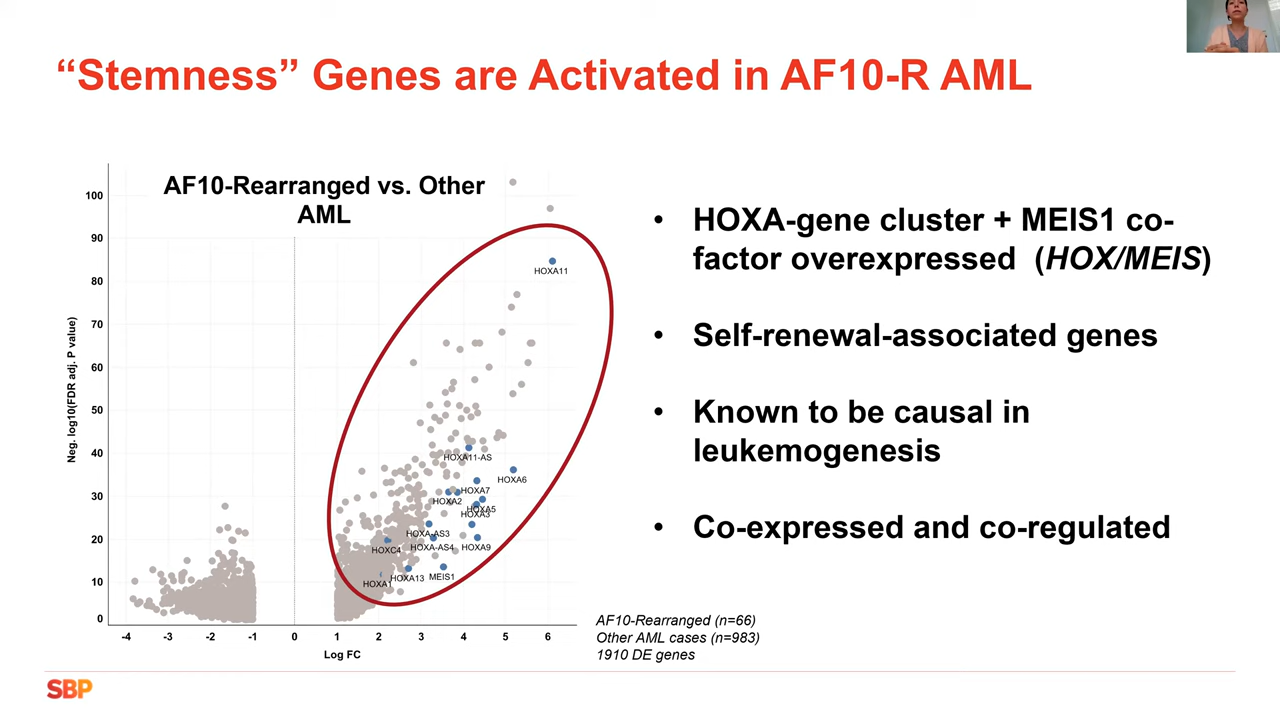 “Stemness” Genes are Activated in AF10-R AML
AF10-Rearranged vs. Other
AML
Neg. log10(FDR adj. P value)
100
90
80
70
60
50
40
30
20
10
0
HOXA11
HOXA11-AS
HOXA6
HOXA7
HOXA2
HOXA5
HOXA3
HOXA-AS3
HOXC4
HOXA-AS4
HOXA9
HOXA1
HOXA13
MEIS1
-4 -3 -2 -1 0 1 2 3 4 5 6
Log FC
• HOXA-gene cluster + MEIS1 co-
factor overexpressed (HOX/MEIS)
• Self-renewal-associated genes
• Known to be causal in
leukemogenesis
• Co-expressed and co-regulated
AF10-Rearranged (n=66)
Other AML cases (n=983)
1910 DE genes
SBP